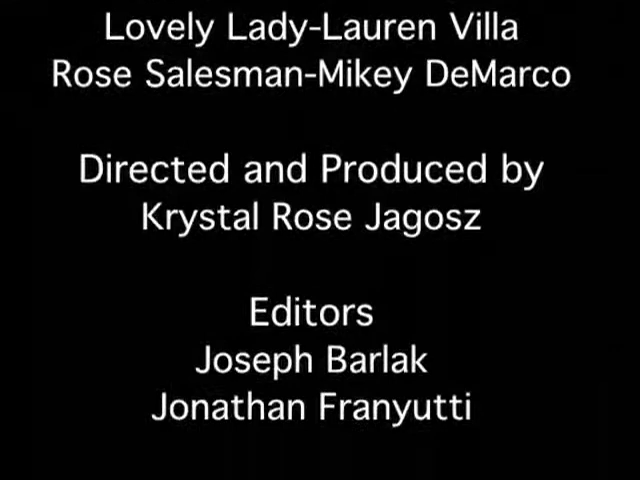 Lovely Lady-Lauren Villa
Rose Salesman-Mikey DeMarco
Directed and Produced by
Krystal Rose Jagosz
Editors
Joseph Barlak
Jonathan Franyutti